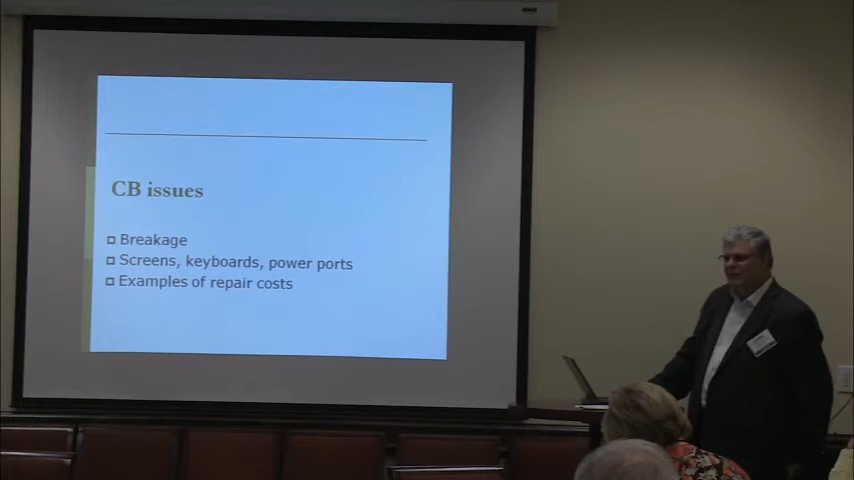 CB issues
Breakage
Screens, keyboards, power ports
Examples of repair costs